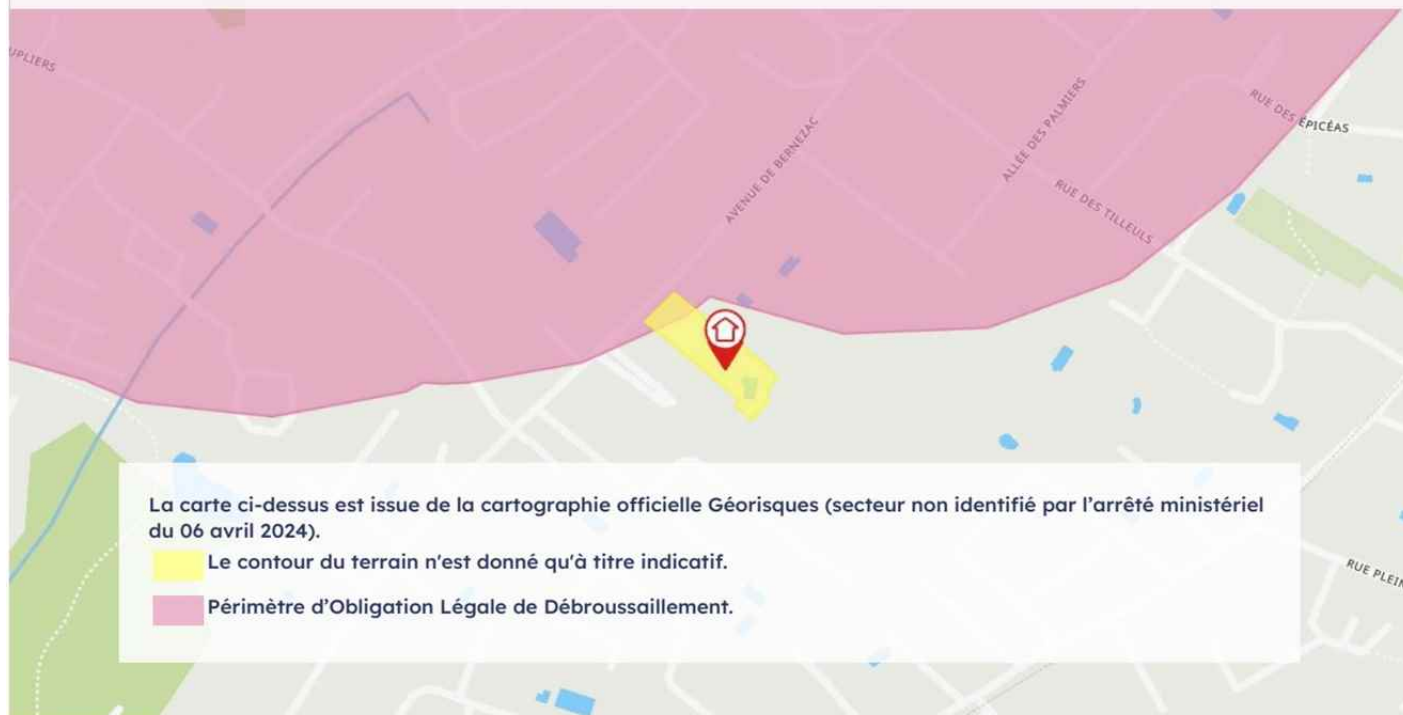 UPLIERS
AVENUE DE BERNEZAC
ALLÉE DES PALMIERS
RUE DES TILLEULS
RUE DES ÉPICÉAS
La carte ci-dessus est issue de la cartographie officielle Géorisques (secteur non identifié par l'arrêté ministériel
du 06 avril 2024).
Le contour du terrain n'est donné qu'à titre indicatif.
Périmètre d'Obligation Légale de Débroussaillement.
RUE PLEIN